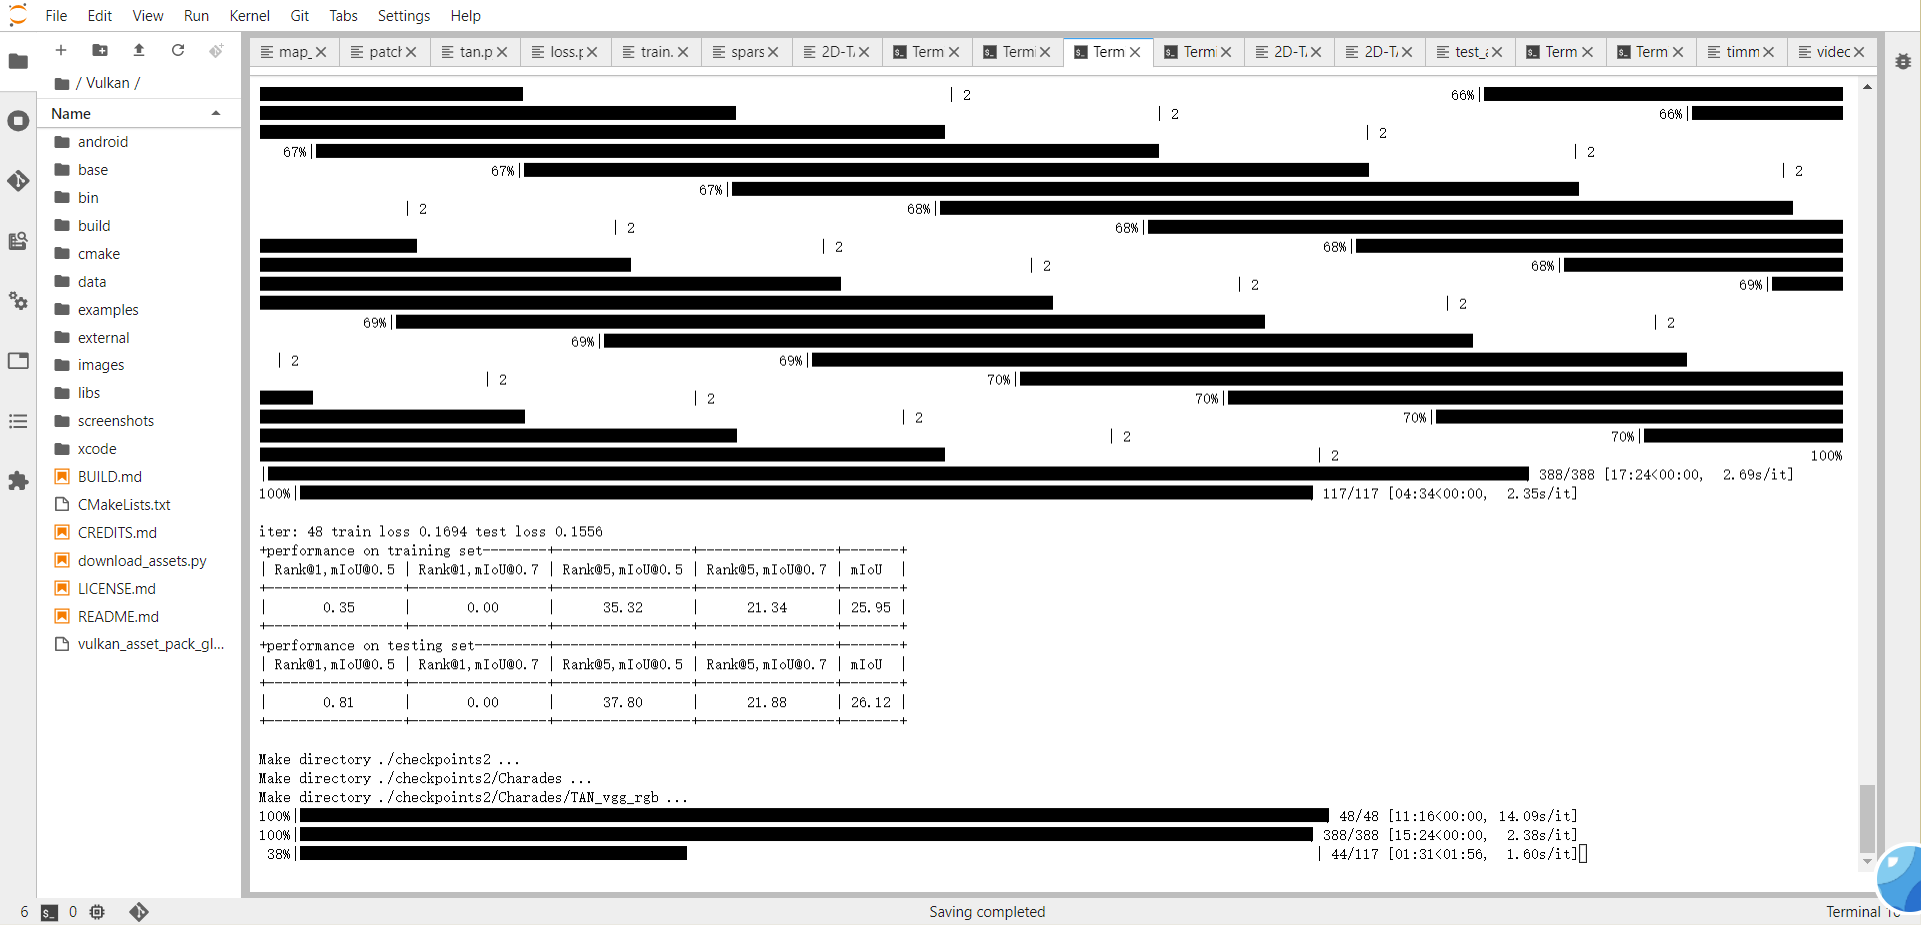 File Edit View Run Kernel Git Tabs Settings Help
map_ patch tan.p loss.p train. spars 2D-TA Term Termi Term Termi 2D-TA 2D-TA test_a Term Term timm videc
/ Vulkan /
Name
android
base
bin
build
cmake
data
examples
external
images
libs
screenshots
xcode
BUILD.md
CMakeLists.txt
CREDITS.md
download_assets.py
LICENSE.md
README.md
vulkan_asset_pack_gl...
| 2 66%|
| 2 66%|
| 2
67%| | 2
67%| | 2
67%|
| 2 68%|
| 2 68%|
| 2 68%|
| 2 68%|
| 2 69%|
| 2
69%| | 2
69%|
| 2 69%|
| 2 70%|
| 2 70%|
| 2 70%|
| 2 70%|
| 2 100%
| 388/388 [17:24<00:00, 2.69s/it]
100%| 117/117 [04:34<00:00, 2.35s/it]
iter: 48 train loss 0.1694 test loss 0.1556
+performance on training set--------+-----------------+-----------------+-------+
| Rank@1,mIoU@0.5 | Rank@1,mIoU@0.7 | Rank@5,mIoU@0.5 | Rank@5,mIoU@0.7 | mIoU |
+-----------------+-----------------+-----------------+-----------------+-------+
| 0.35 | 0.00 | 35.32 | 21.34 | 25.95 |
+-----------------+-----------------+-----------------+-----------------+-------+
+performance on testing set---------+-----------------+-----------------+-------+
| Rank@1,mIoU@0.5 | Rank@1,mIoU@0.7 | Rank@5,mIoU@0.5 | Rank@5,mIoU@0.7 | mIoU |
+-----------------+-----------------+-----------------+-----------------+-------+
| 0.81 | 0.00 | 37.80 | 21.88 | 26.12 |
+-----------------+-----------------+-----------------+-----------------+-------+
Make directory ./checkpoints2 ...
Make directory ./checkpoints2/Charades ...
Make directory ./checkpoints2/Charades/TAN_vgg_rgb ...
100%| 48/48 [11:16<00:00, 14.09s/it]
100%| 388/388 [15:24<00:00, 2.38s/it]
38%| | 44/117 [01:31<01:56, 1.60s/it]
6 0 Saving completed Terminal